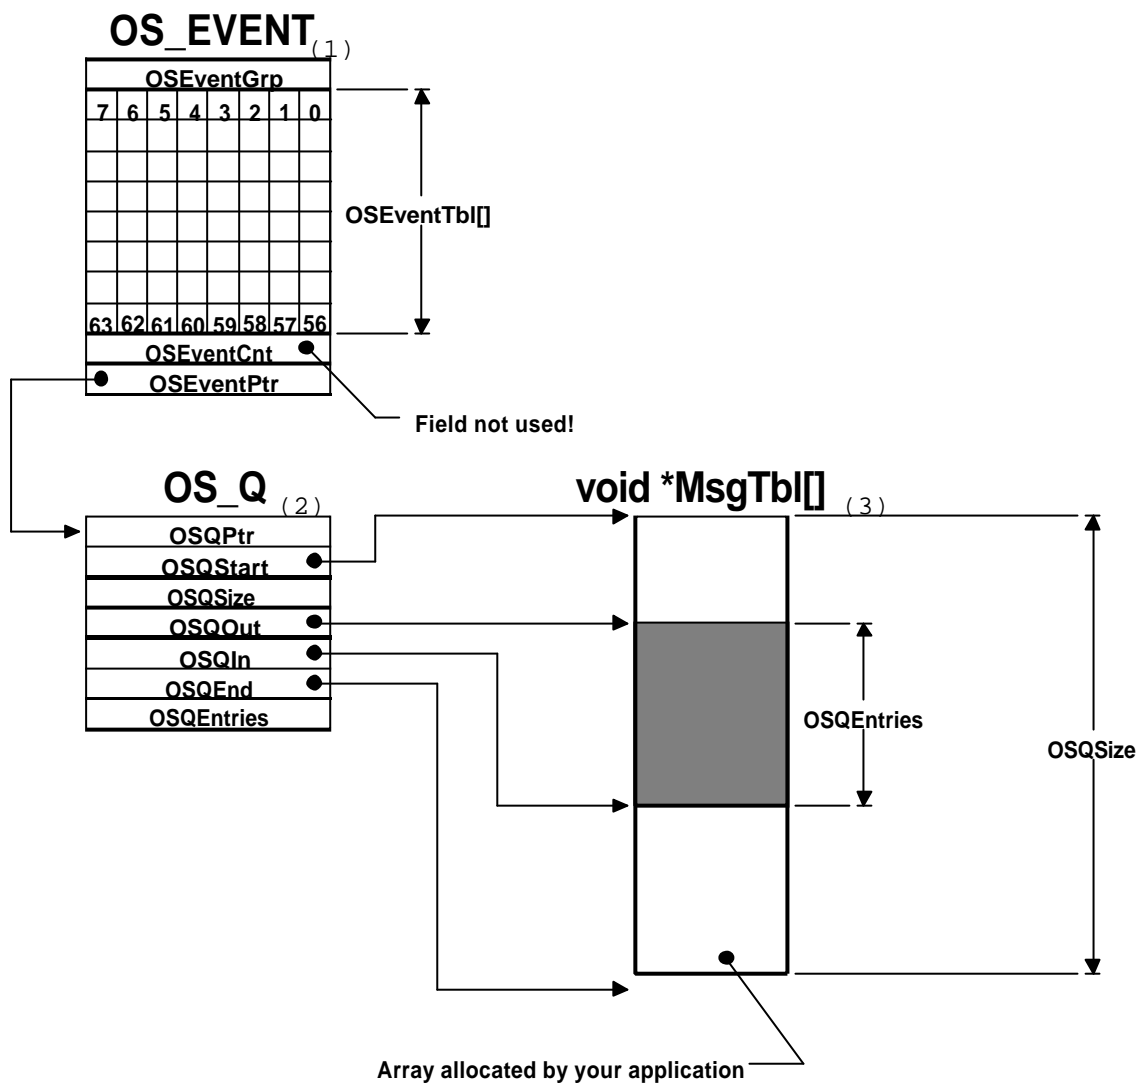 OS_EVENT (1)
OSEventGrp
7 6 5 4 3 2 1 0
OSEventTbl[]
63 62 61 60 59 58 57 56
OSEventCnt
OSEventPtr
Field not used!
OS_Q (2)
OSQPtr
OSQStart
OSQSize
OSQOut
OSQIn
OSQEnd
OSQEntries
void *MsgTbl[] (3)
OSQEntries
OSQSize
Array allocated by your application